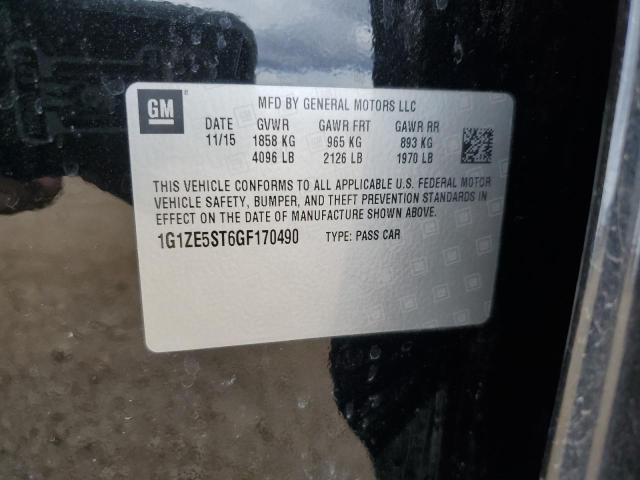 GM
MFD BY GENERAL MOTORS LLC
DATE GVWR GAWR FRT GAWR RR
11/15 1858 KG 965 KG 893 KG
4096 LB 2126 LB 1970 LB
THIS VEHICLE CONFORMS TO ALL APPLICABLE U.S. FEDERAL MOTOR
VEHICLE SAFETY, BUMPER, AND THEFT PREVENTION STANDARDS IN
EFFECT ON THE DATE OF MANUFACTURE SHOWN ABOVE.
1G1ZE5ST6GF170490 TYPE: PASS CAR